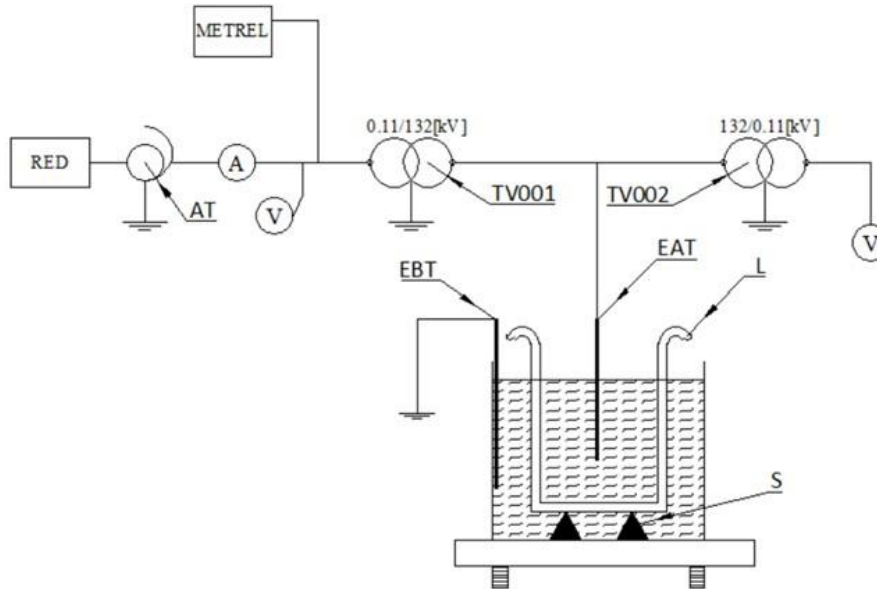 METREL
0.11/132[kV]
132/0.11[kV]
RED
A
AT
V
TV001
TV002
V
EBT
EAT
L
S